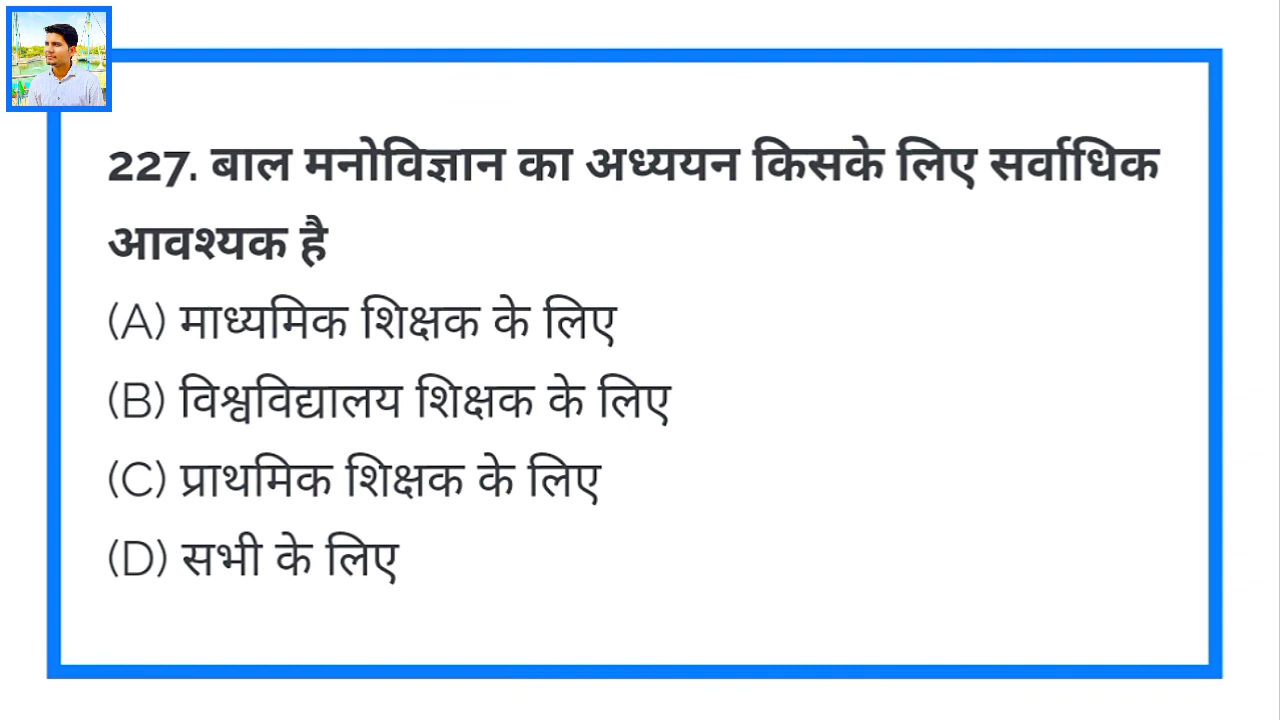 227. बाल मनोविज्ञान का अध्ययन किसके लिए सर्वाधिक
आवश्यक है
(A) माध्यमिक शिक्षक के लिए
(B) विश्वविद्यालय शिक्षक के लिए
(C) प्राथमिक शिक्षक के लिए
(D) सभी के लिए